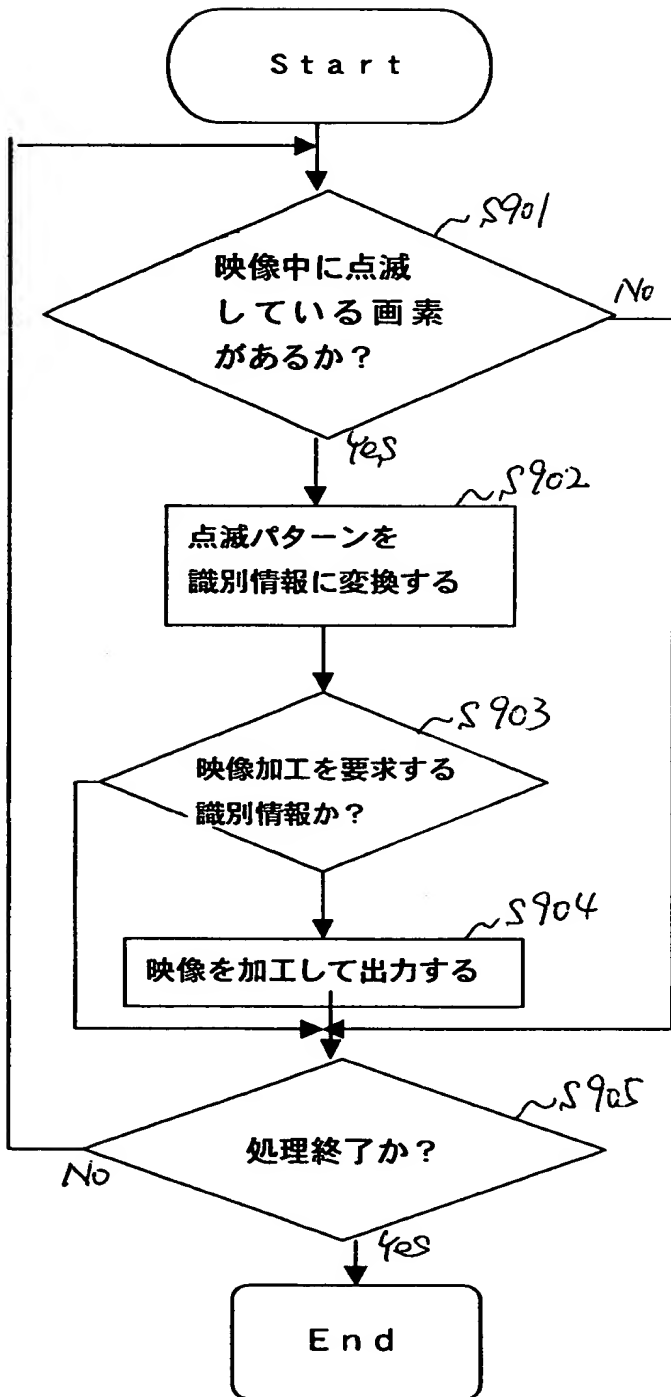 Start
S901
映像中に点滅
している画素
があるか？
No
Yes
S902
点滅パターンを
識別情報に変換する
S903
映像加工を要求する
識別情報か？
S904
映像を加工して出力する
S905
処理終了か？
No
Yes
End